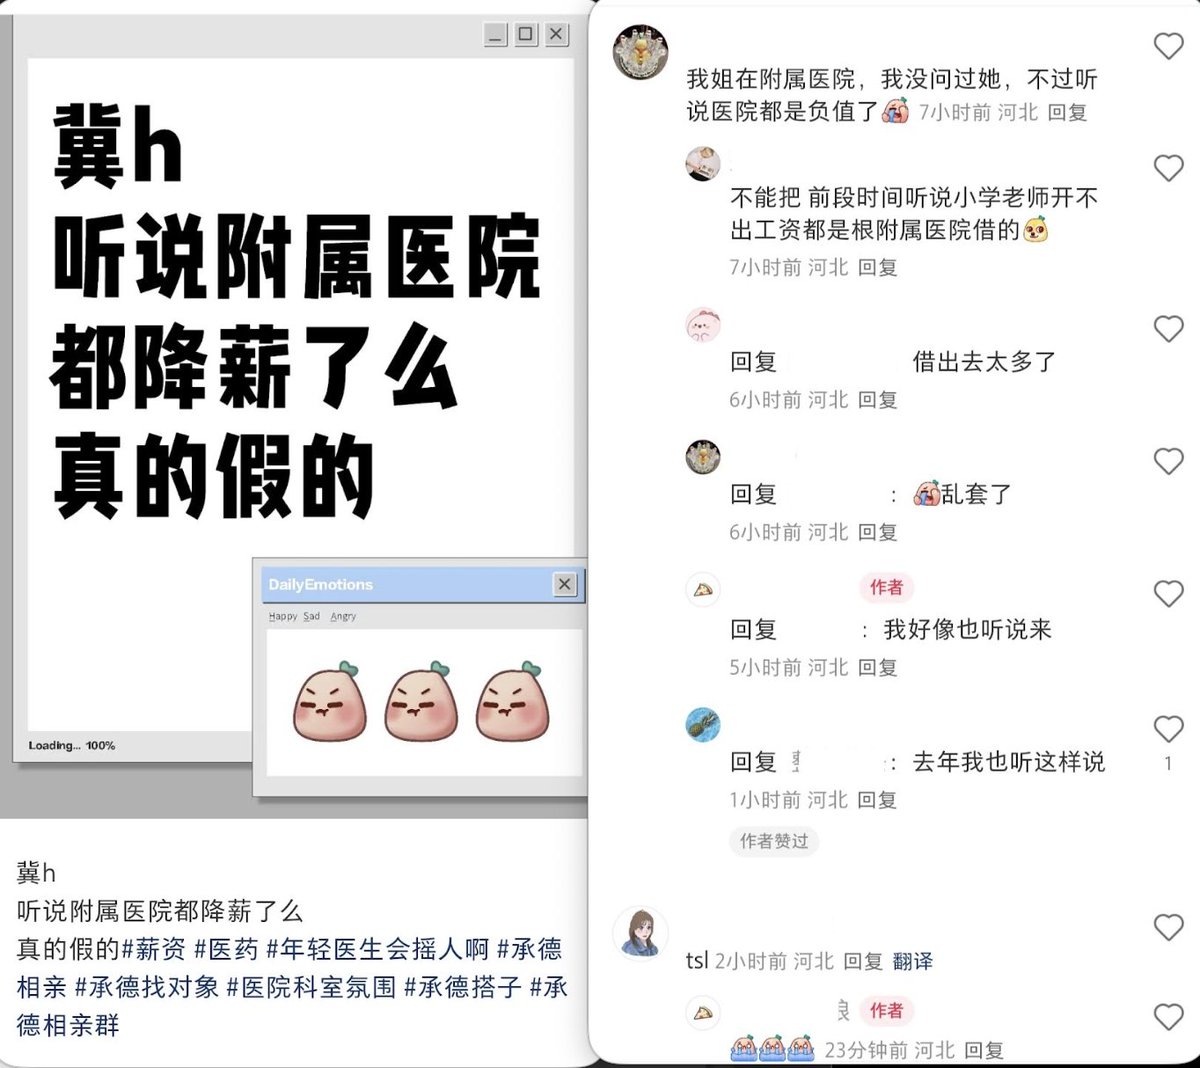 冀h
听说附属医院
都降薪了么
真的假的
DailyEmotions
Happy Sad Angry
Loading... 100%
冀h
听说附属医院都降薪了么
真的假的#薪资 #医药 #年轻医生会摇人啊 #承德
相亲 #承德找对象 #医院科室氛围 #承德搭子 #承
德相亲群
我姐在附属医院，我没问过她，不过听
说医院都是负值了 7小时前 河北 回复
不能把 前段时间听说小学老师开不
出工资都是根附属医院借的
7小时前 河北 回复
回复 借出去太多了
6小时前 河北 回复
回复 ：乱套了
6小时前 河北 回复
作者
回复 ：我好像也听说来
5小时前 河北 回复
回复 ：去年我也听这样说
1
1小时前 河北 回复
作者赞过
tsl 2小时前 河北 回复 翻译
作者
23分钟前 河北 回复